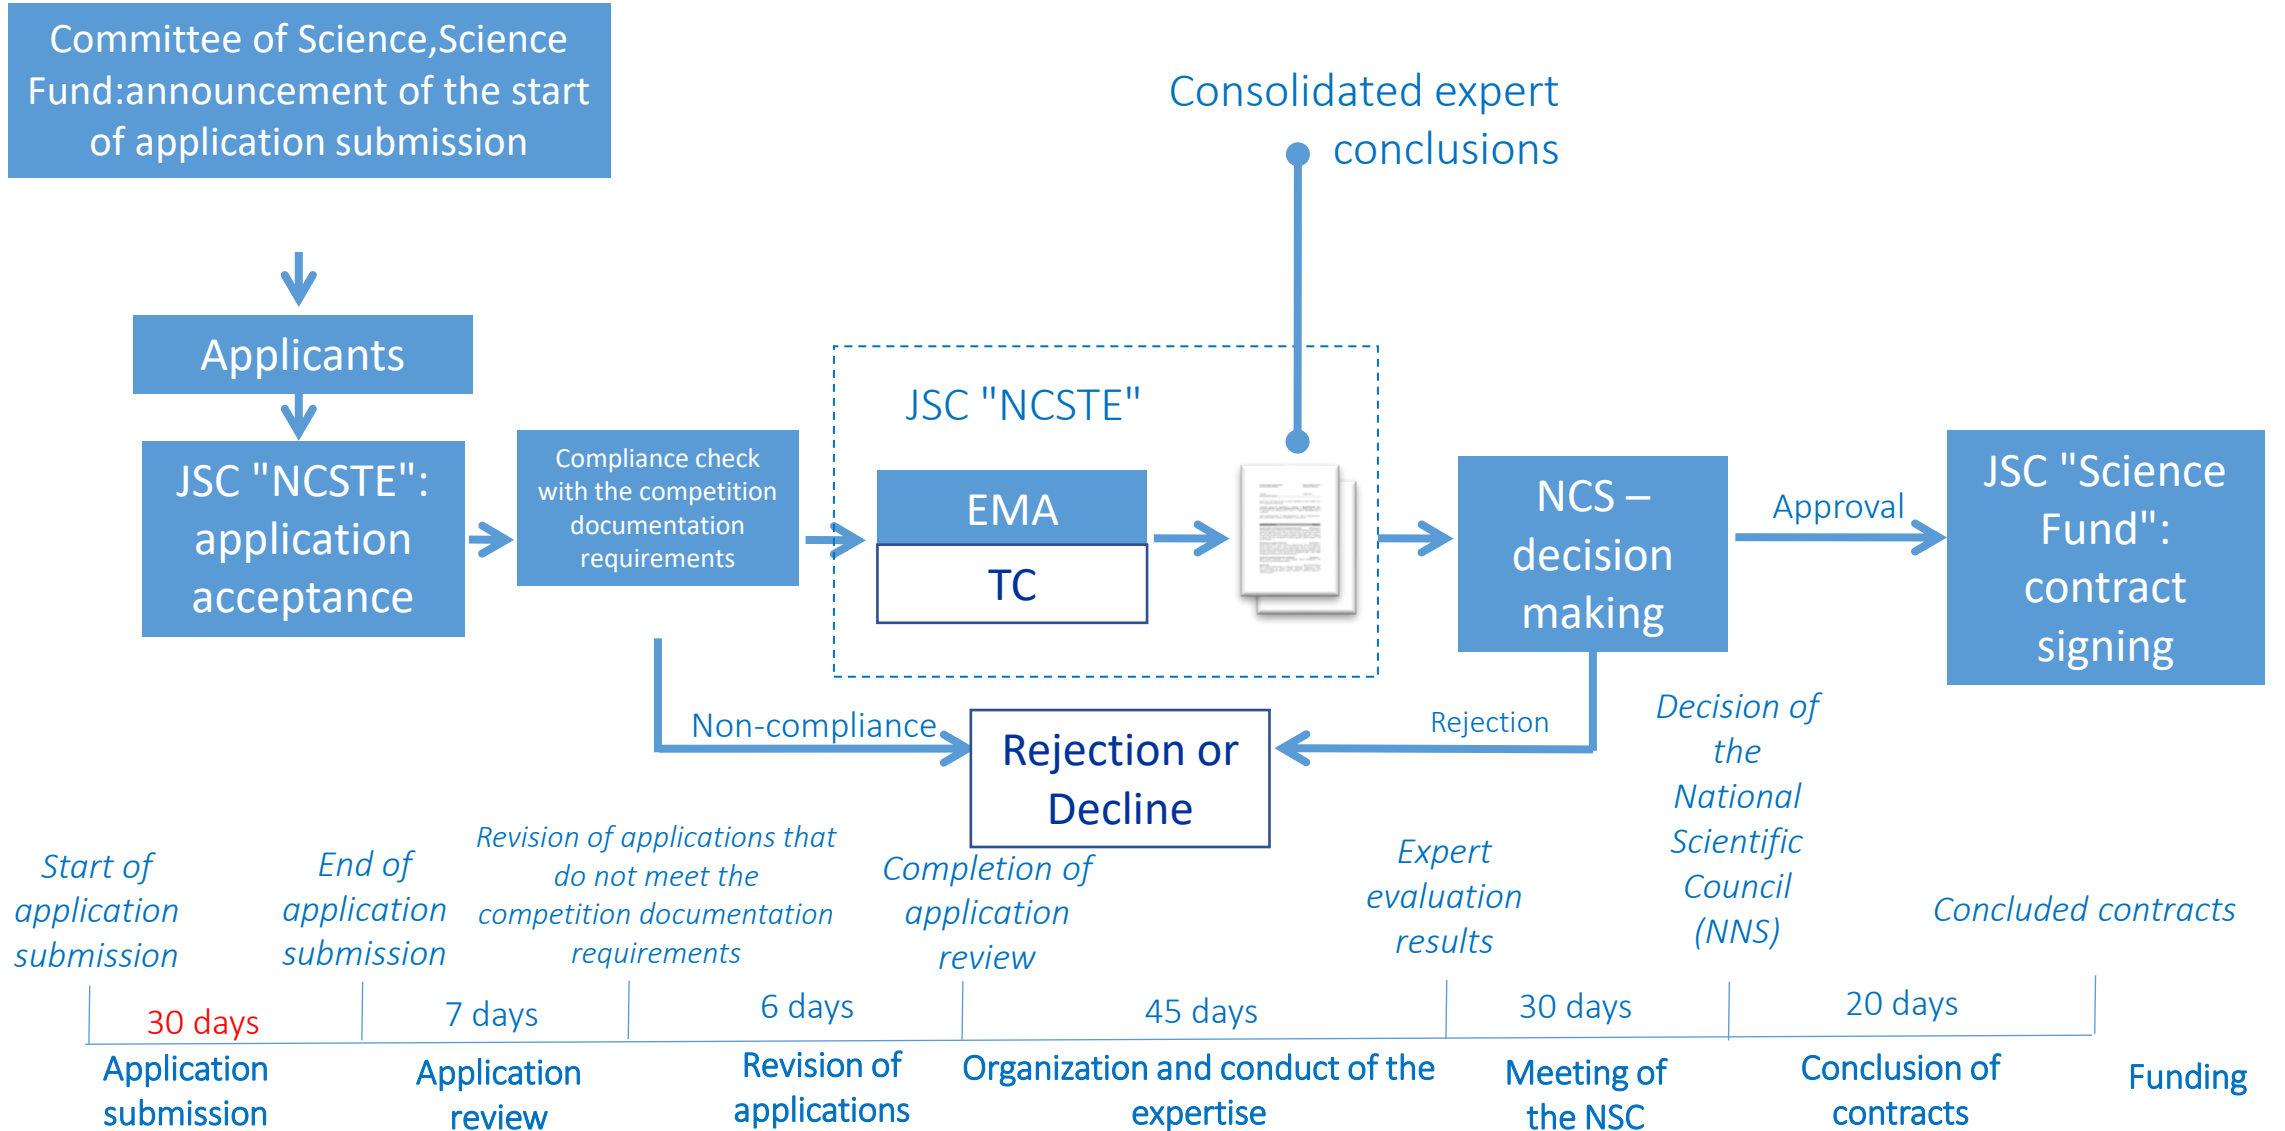 Committee of Science,Science
Fund:announcement of the start
of application submission
Consolidated expert
conclusions
Applicants
JSC "NCSTE":
application
acceptance
Compliance check
with the competition
documentation
requirements
JSC "NCSTE"
EMA
TC
NCS –
decision
making
Approval
JSC "Science
Fund":
contract
signing
Non-compliance
Rejection or
Decline
Rejection
Start of
application
submission
End of
application
submission
Revision of applications that
do not meet the
competition documentation
requirements
Completion of
application
review
Expert
evaluation
results
Decision of
the
National
Scientific
Council
(NNS)
Concluded contracts
30 days
7 days
6 days
45 days
30 days
20 days
Application
submission
Application
review
Revision of
applications
Organization and conduct of the
expertise
Meeting of
the NSC
Conclusion of
contracts
Funding